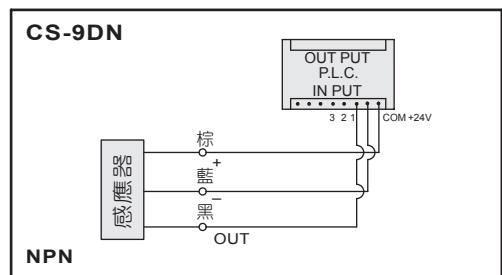 CS-9DN
OUT PUT
P.L.C.
IN PUT
3 2 1 COM +24V
感應器
棕
+
藍
−
黑
OUT
NPN